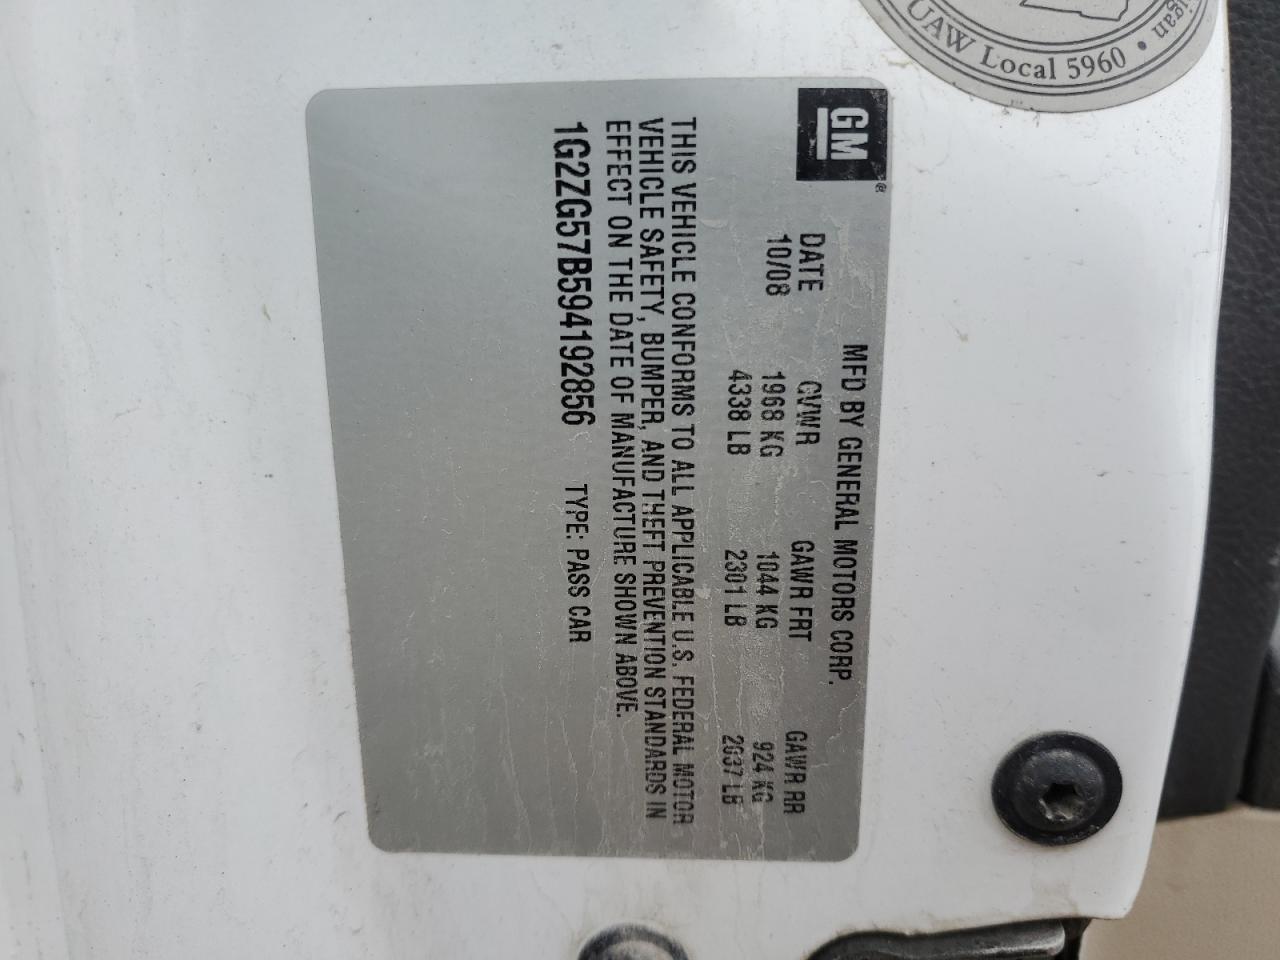 UAW Local 5960 •
GM
MFD BY GENERAL MOTORS CORP.
DATE GVWR GAWR FRT GAWR RR
10/08 1968 KG 1044 KG 924 KG
4338 LB 2301 LB 2037 LB
THIS VEHICLE CONFORMS TO ALL APPLICABLE U.S. FEDERAL MOTOR
VEHICLE SAFETY, BUMPER, AND THEFT PREVENTION STANDARDS IN
EFFECT ON THE DATE OF MANUFACTURE SHOWN ABOVE.
1G2ZG57B594192856 TYPE: PASS CAR